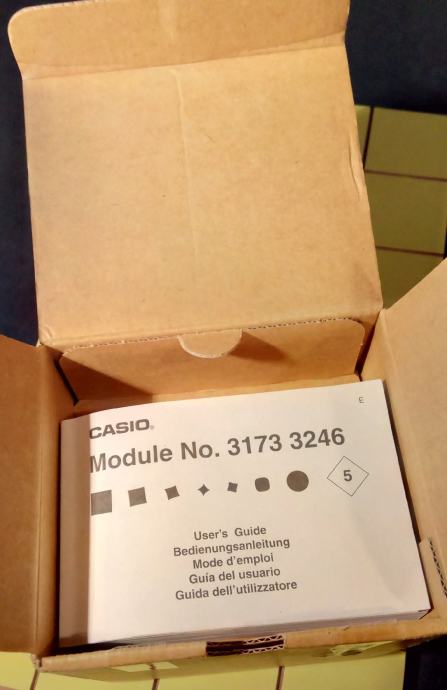 E
CASIO®
Module No. 3173 3246
5
User's Guide
Bedienungsanleitung
Mode d'emploi
Guía del usuario
Guida dell'utilizzatore